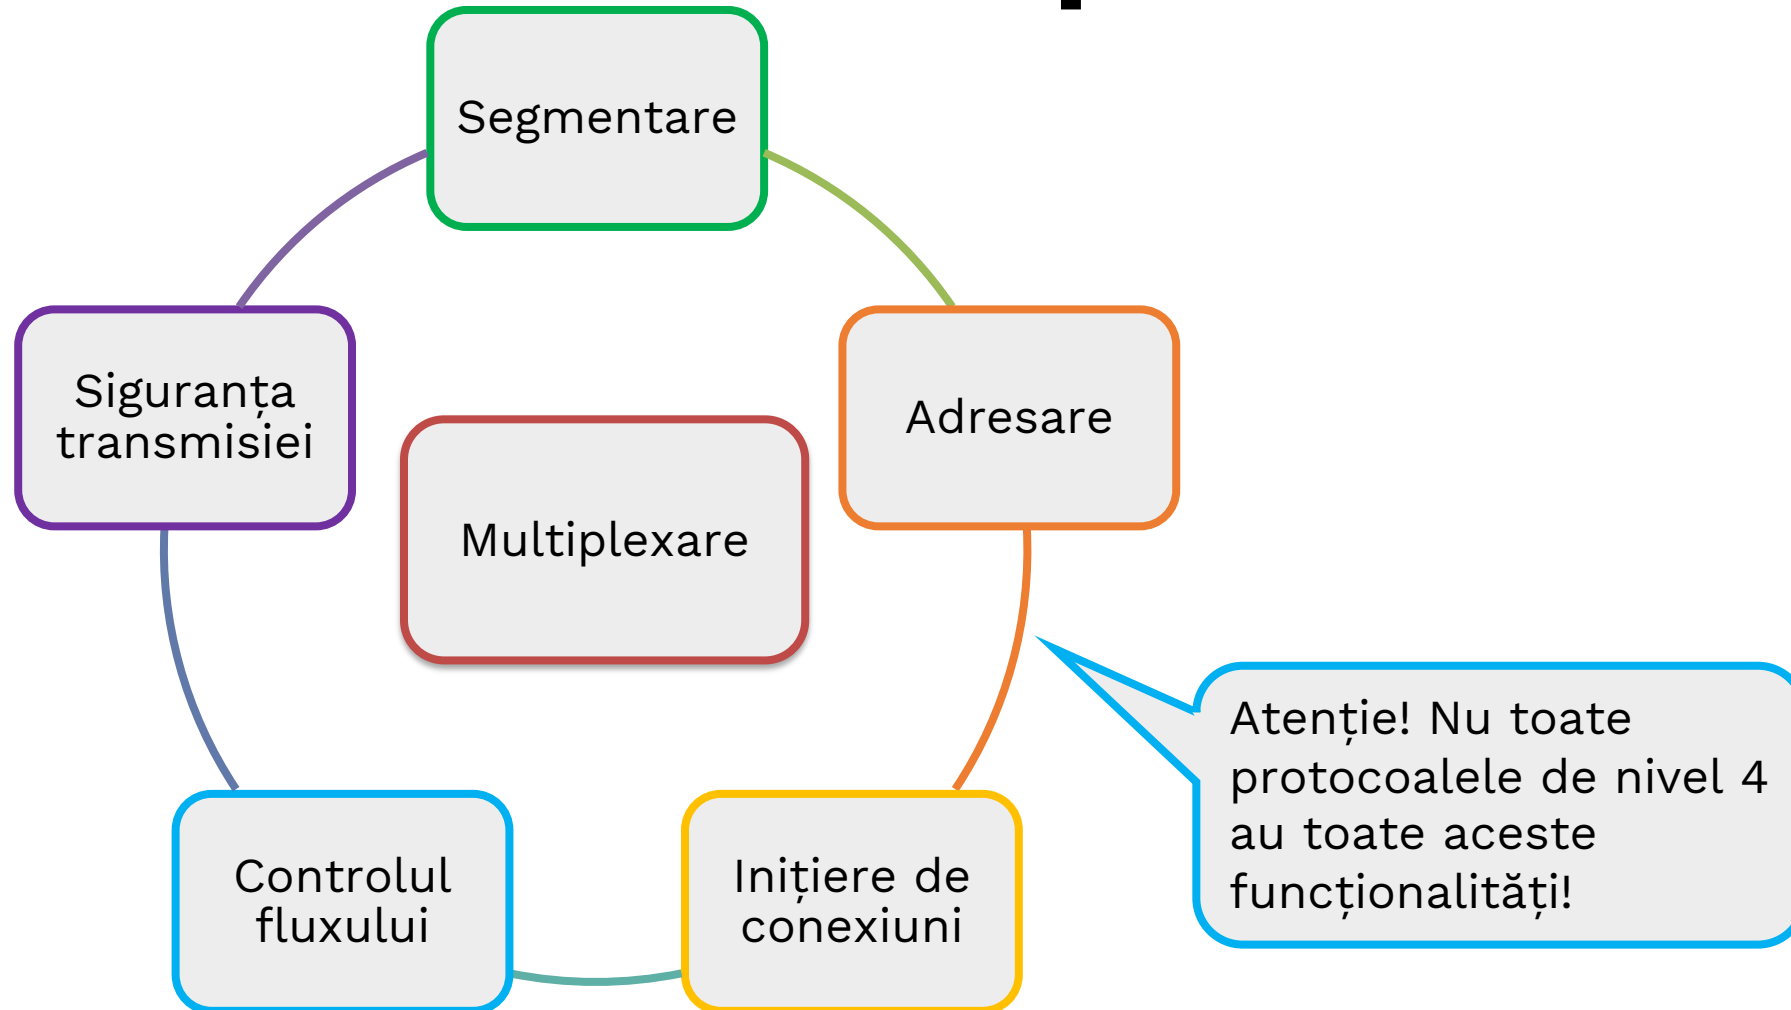 Segmentare
Siguranța
transmisiei
Adresare
Multiplexare
Atenție! Nu toate
protocoalele de nivel 4
au toate aceste
funcționalități!
Controlul
fluxului
Inițiere de
conexiuni